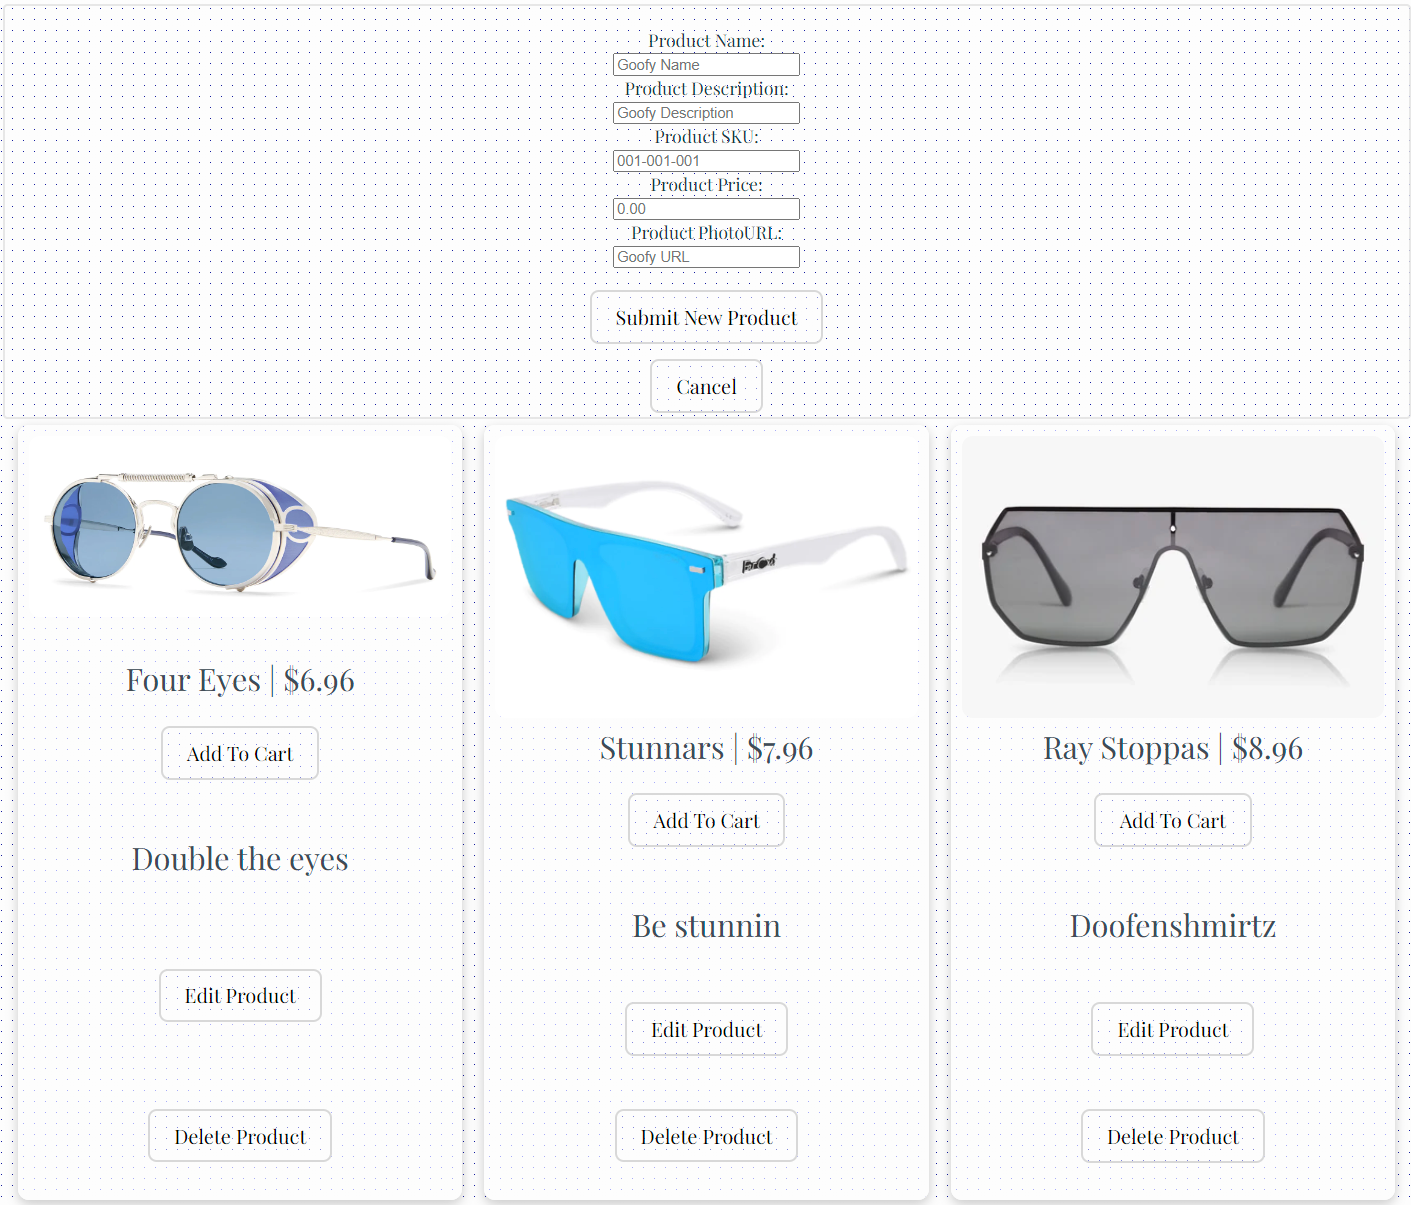 Product Name:
Goofy Name
Product Description:
Goofy Description
Product SKU:
001-001-001
Product Price:
0.00
Product PhotoURL:
Goofy URL
Submit New Product
Cancel
Four Eyes | $6.96
Add To Cart
Double the eyes
Edit Product
Delete Product
Stunnars | $7.96
Add To Cart
Be stunnin
Edit Product
Delete Product
Ray Stoppas | $8.96
Add To Cart
Doofenshmirtz
Edit Product
Delete Product